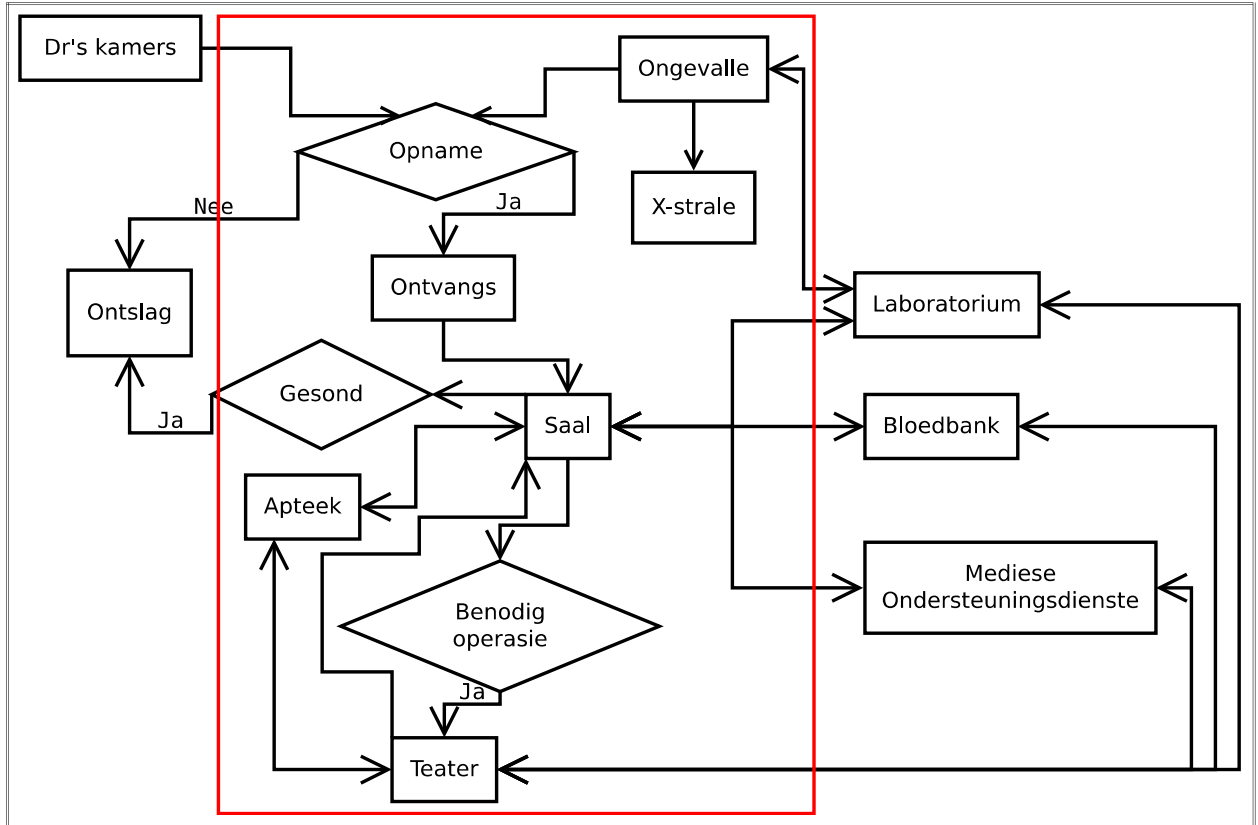 Dr's kamers
Ongevalle
Opname
X-strale
Nee
Ja
Ontvangs
Ontslag
Laboratorium
Gesond
Ja
Saal
Bloedbank
Apteek
Mediese
Ondersteuningsdienste
Benodig
operasie
Ja
Teater